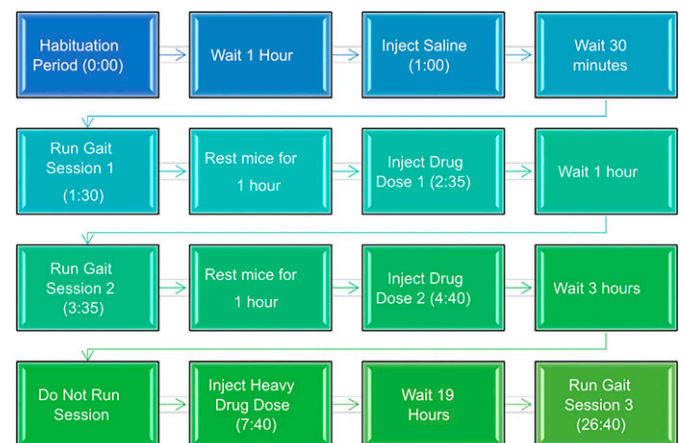 Habituation
Period (0:00)
Wait 1 Hour
Inject Saline
(1:00)
Wait 30
minutes
Run Gait
Session 1
(1:30)
Rest mice for
1 hour
Inject Drug
Dose 1 (2:35)
Wait 1 hour
Run Gait
Session 2
(3:35)
Rest mice for
1 hour
Inject Drug
Dose 2 (4:40)
Wait 3 hours
Do Not Run
Session
Inject Heavy
Drug Dose
(7:40)
Wait 19
Hours
Run Gait
Session 3
(26:40)